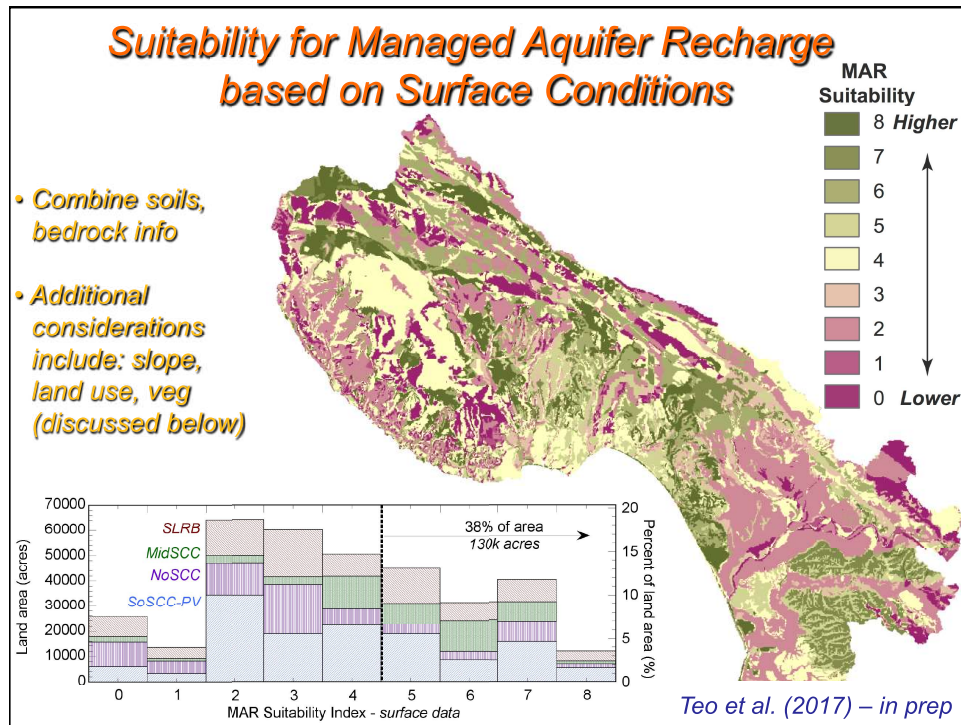 Suitability for Managed Aquifer Recharge
based on Surface Conditions
MAR
Suitability
8 Higher
7
6
5
4
3
2
1
0 Lower
• Combine soils,
bedrock info
• Additional
considerations
include: slope,
land use, veg
(discussed below)
70000
60000
50000
40000
30000
20000
10000
0
Land area (acres)
SLRB
MidSCC
NoSCC
SoSCC-PV
38% of area
130k acres
20
15
10
5
0
Percent of land area (%)
0 1 2 3 4 5 6 7 8
MAR Suitability Index - surface data
Teo et al. (2017) – in prep